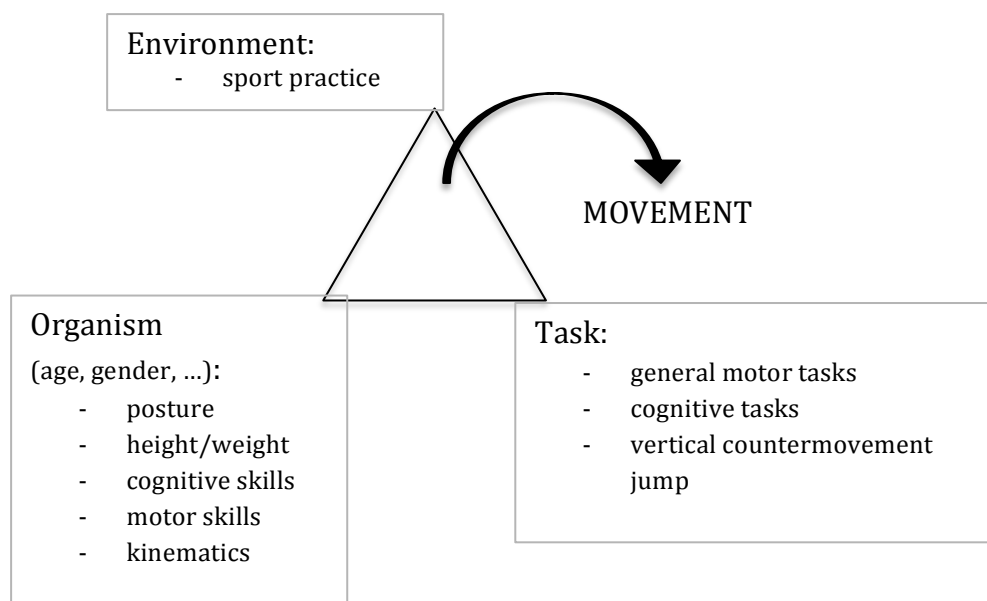 Environment:
- sport practice
MOVEMENT
Organism
(age, gender, …):
- posture
- height/weight
- cognitive skills
- motor skills
- kinematics
Task:
- general motor tasks
- cognitive tasks
- vertical countermovement
jump